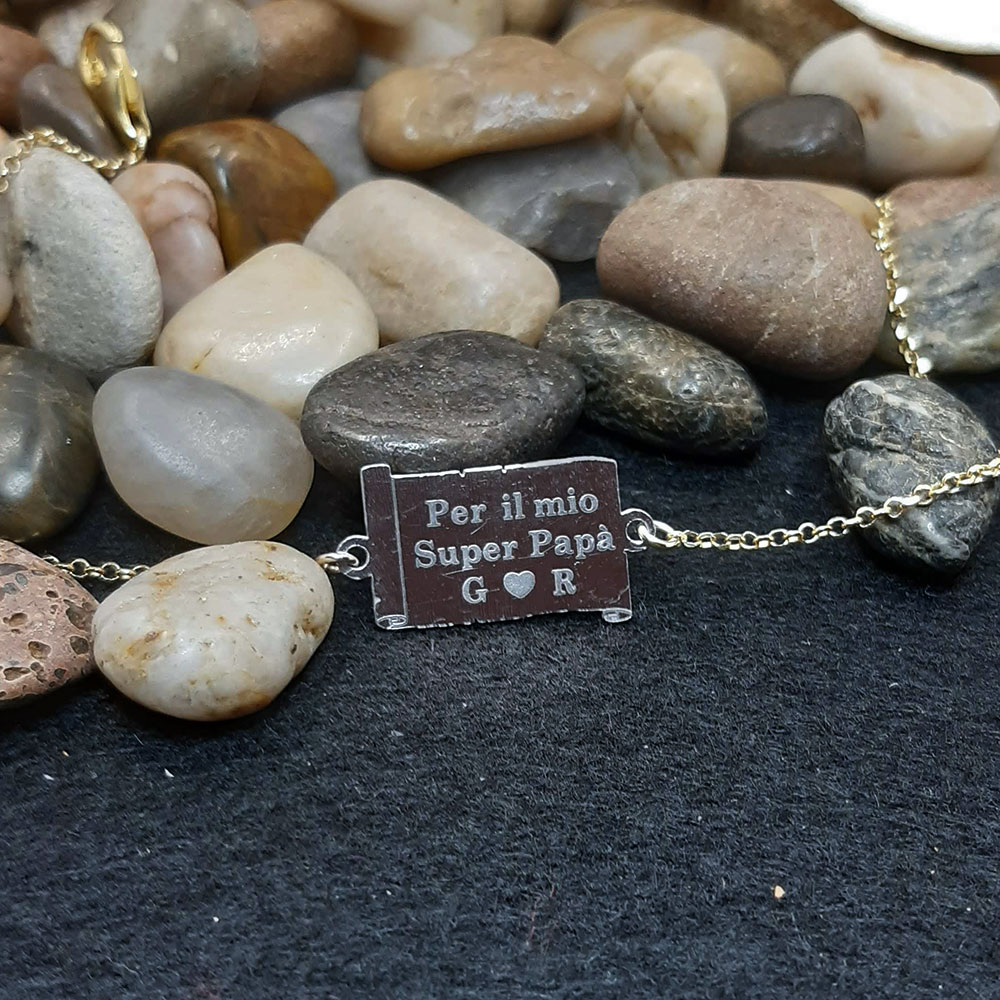 Per il mio
Super Papà
G ♥ R